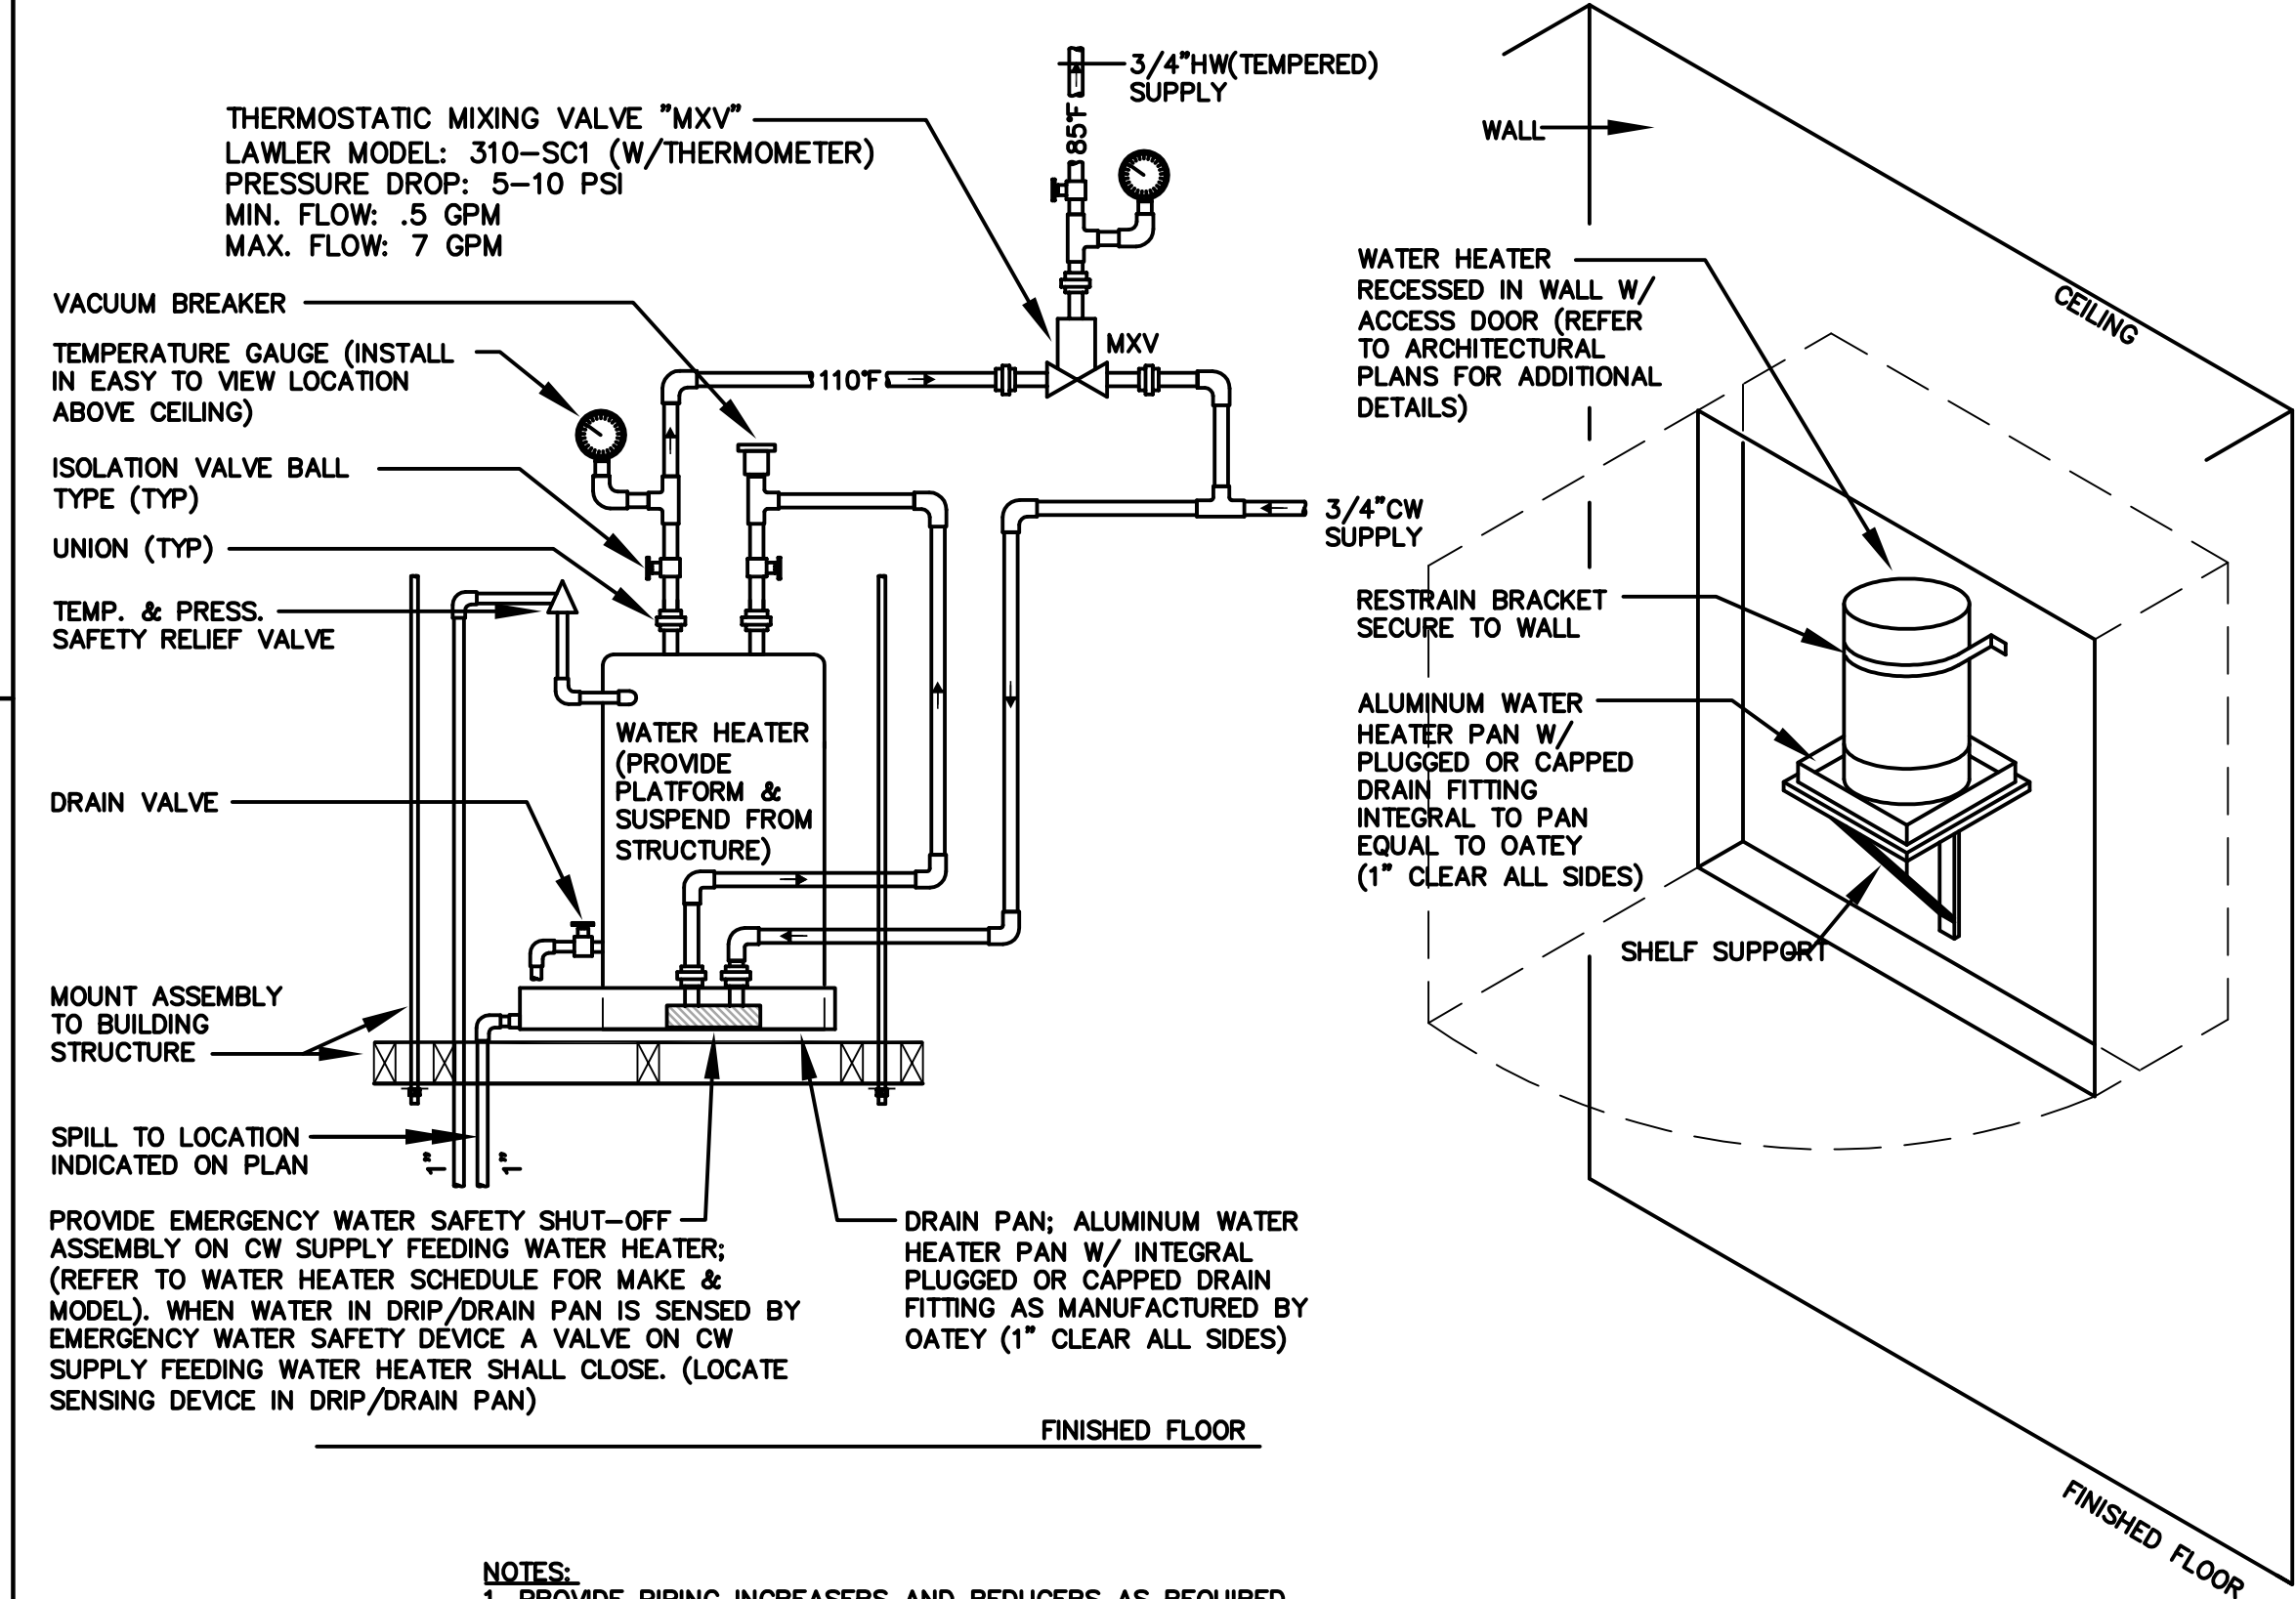 3/4"HW(TEMPERED)
SUPPLY
85°F
THERMOSTATIC MIXING VALVE "MXV"
LAWLER MODEL: 310-SC1 (W/THERMOMETER)
PRESSURE DROP: 5-10 PSI
MIN. FLOW: .5 GPM
MAX. FLOW: 7 GPM
VACUUM BREAKER
TEMPERATURE GAUGE (INSTALL
IN EASY TO VIEW LOCATION
ABOVE CEILING)
MXV
110°F
ISOLATION VALVE BALL
TYPE (TYP)
3/4"CW
SUPPLY
UNION (TYP)
TEMP. & PRESS.
SAFETY RELIEF VALVE
WATER HEATER
(PROVIDE
PLATFORM &
SUSPEND FROM
STRUCTURE)
DRAIN VALVE
MOUNT ASSEMBLY
TO BUILDING
STRUCTURE
SPILL TO LOCATION
INDICATED ON PLAN
1"
1"
PROVIDE EMERGENCY WATER SAFETY SHUT-OFF
ASSEMBLY ON CW SUPPLY FEEDING WATER HEATER;
(REFER TO WATER HEATER SCHEDULE FOR MAKE &
MODEL). WHEN WATER IN DRIP/DRAIN PAN IS SENSED BY
EMERGENCY WATER SAFETY DEVICE A VALVE ON CW
SUPPLY FEEDING WATER HEATER SHALL CLOSE. (LOCATE
SENSING DEVICE IN DRIP/DRAIN PAN)
DRAIN PAN; ALUMINUM WATER
HEATER PAN W/ INTEGRAL
PLUGGED OR CAPPED DRAIN
FITTING AS MANUFACTURED BY
OATEY (1" CLEAR ALL SIDES)
FINISHED FLOOR
WALL
CEILING
WATER HEATER
RECESSED IN WALL W/
ACCESS DOOR (REFER
TO ARCHITECTURAL
PLANS FOR ADDITIONAL
DETAILS)
RESTRAIN BRACKET
SECURE TO WALL
ALUMINUM WATER
HEATER PAN W/
PLUGGED OR CAPPED
DRAIN FITTING
INTEGRAL TO PAN
EQUAL TO OATEY
(1" CLEAR ALL SIDES)
SHELF SUPPORT
FINISHED FLOOR
NOTES:
1. PROVIDE PIPING INCREASERS AND REDUCERS AS REQUIRED